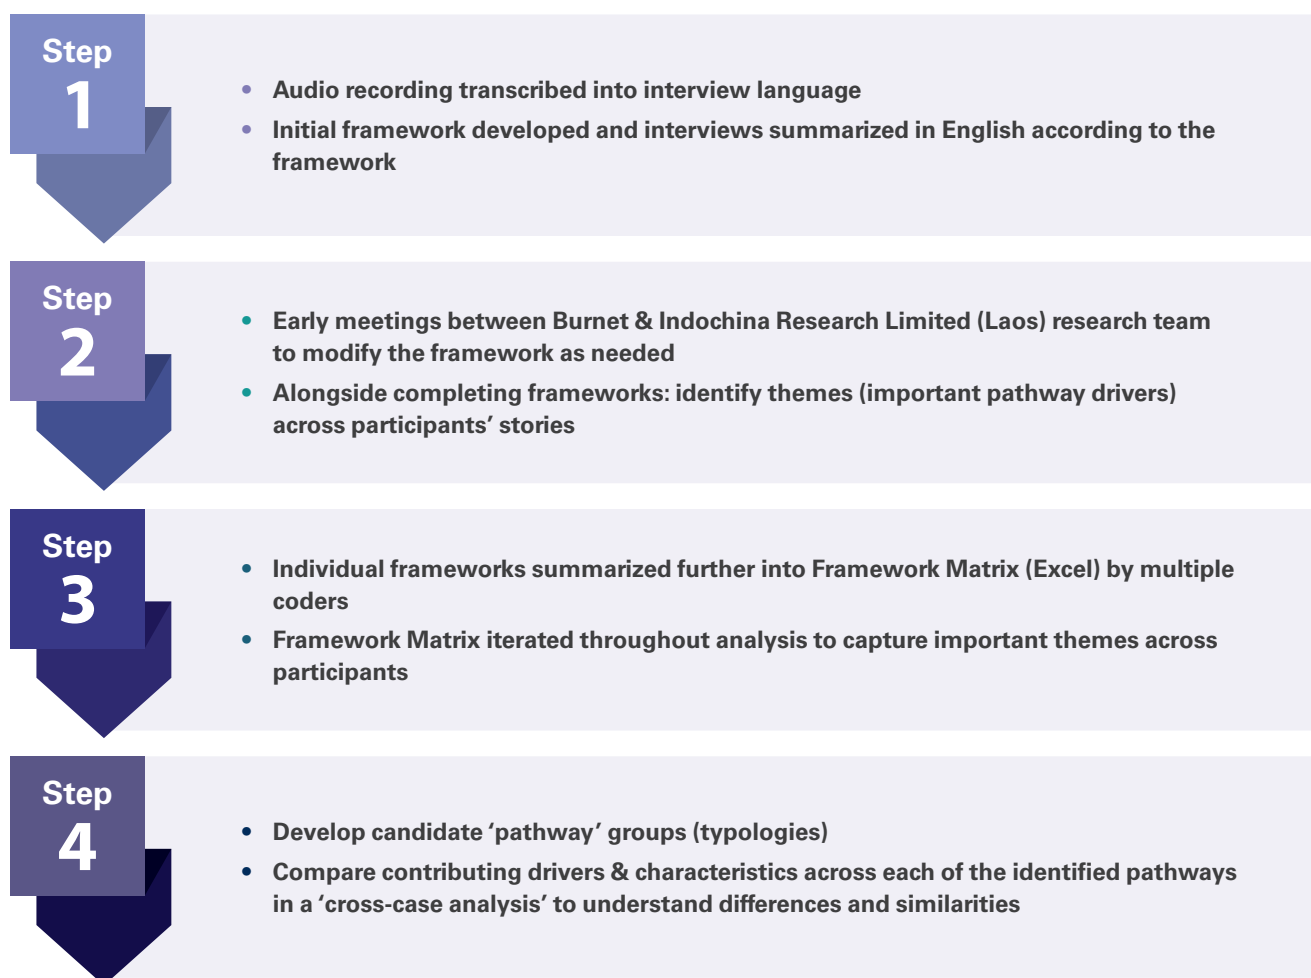 Step
1
• Audio recording transcribed into interview language
• Initial framework developed and interviews summarized in English according to the
framework
Step
2
• Early meetings between Burnet & Indochina Research Limited (Laos) research team
to modify the framework as needed
• Alongside completing frameworks: identify themes (important pathway drivers)
across participants’ stories
Step
3
• Individual frameworks summarized further into Framework Matrix (Excel) by multiple
coders
• Framework Matrix iterated throughout analysis to capture important themes across
participants
Step
4
• Develop candidate ‘pathway’ groups (typologies)
• Compare contributing drivers & characteristics across each of the identified pathways
in a ‘cross-case analysis’ to understand differences and similarities